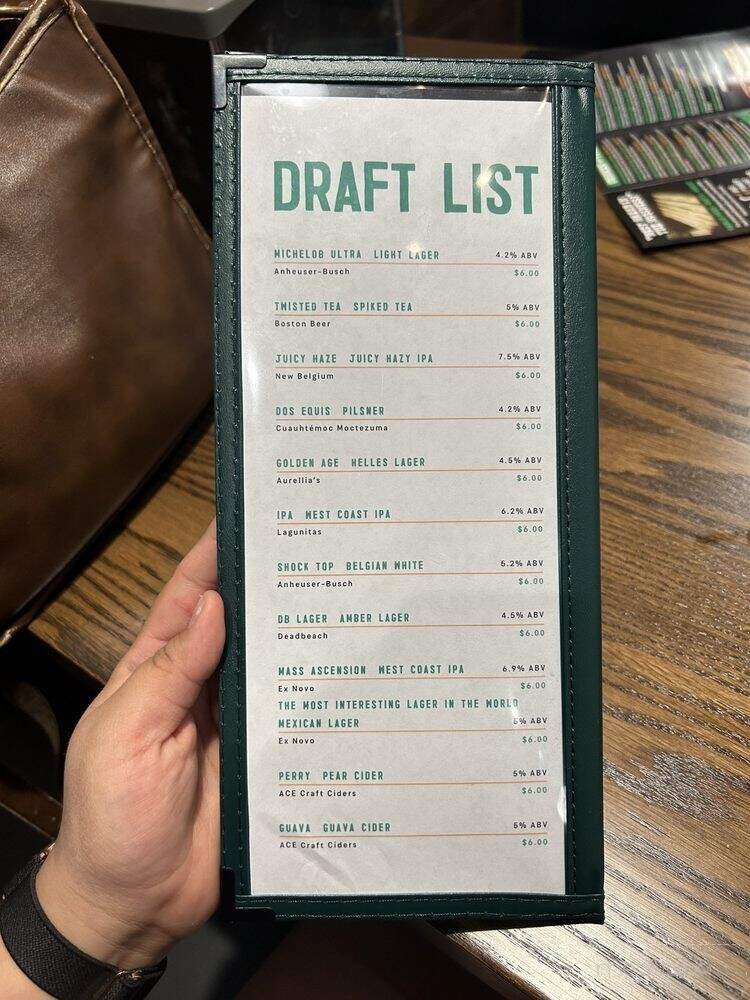 DRAFT LIST
MICHELOB ULTRA LIGHT LAGER 4.2% ABV
Anheuser-Busch $6.00
TWISTED TEA SPIKED TEA 5% ABV
Boston Beer $6.00
JUICY HAZE JUICY HAZY IPA 7.5% ABV
New Belgium $6.00
DOS EQUIS PILSNER 4.2% ABV
Cuauhtémoc Moctezuma $6.00
GOLDEN AGE HELLES LAGER 4.5% ABV
Aurellia's $6.00
IPA WEST COAST IPA 6.2% ABV
Lagunitas $6.00
SHOCK TOP BELGIAN WHITE 5.2% ABV
Anheuser-Busch $6.00
DB LAGER AMBER LAGER 4.5% ABV
Deadbeach $6.00
MASS ASCENSION WEST COAST IPA 6.9% ABV
Ex Novo $6.00
THE MOST INTERESTING LAGER IN THE WORLD
MEXICAN LAGER 5% ABV
Ex Novo $6.00
PERRY PEAR CIDER 5% ABV
ACE Craft Ciders $6.00
GUAVA GUAVA CIDER 5% ABV
ACE Craft Ciders $6.00